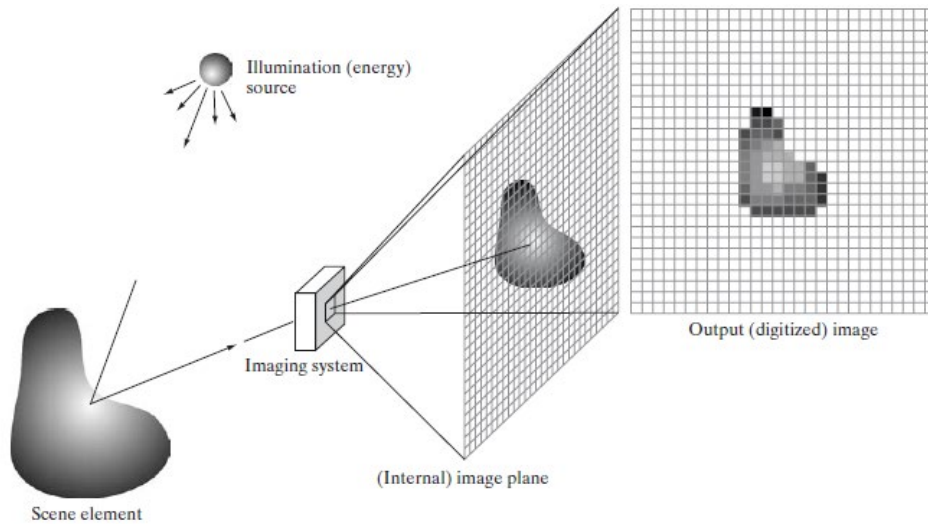 Illumination (energy)
source
Output (digitized) image
Imaging system
(Internal) image plane
Scene element